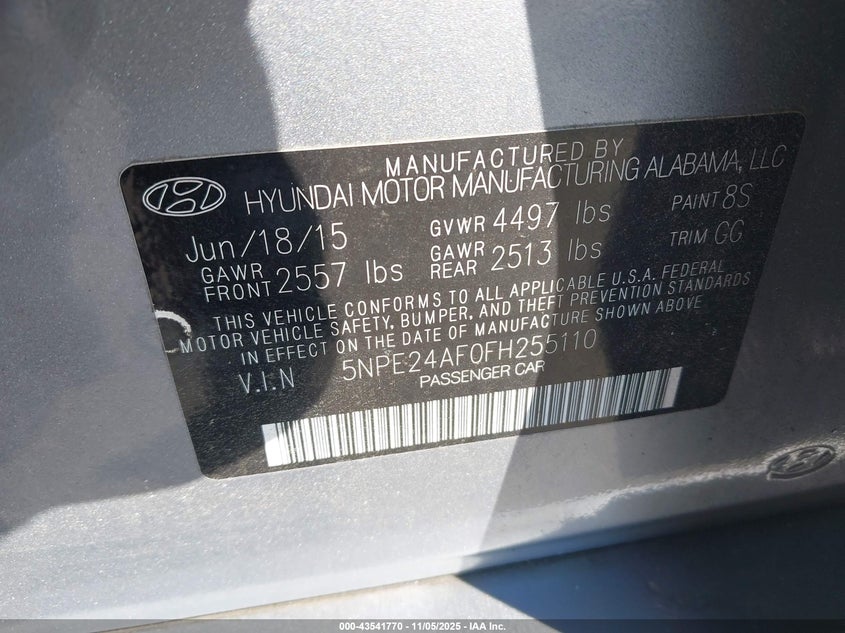 MANUFACTURED BY
HYUNDAI MOTOR MANUFACTURING ALABAMA, LLC
Jun/18/15 GVWR 4497 lbs PAINT 8S
GAWR FRONT 2557 lbs GAWR REAR 2513 lbs TRIM GG
THIS VEHICLE CONFORMS TO ALL APPLICABLE U.S.A. FEDERAL
MOTOR VEHICLE SAFETY, BUMPER, AND THEFT PREVENTION STANDARDS
IN EFFECT ON THE DATE OF MANUFACTURE SHOWN ABOVE
V.I.N 5NPE24AF0FH255110
PASSENGER CAR
000-43541770 - 11/05/2025 - IAA Inc.